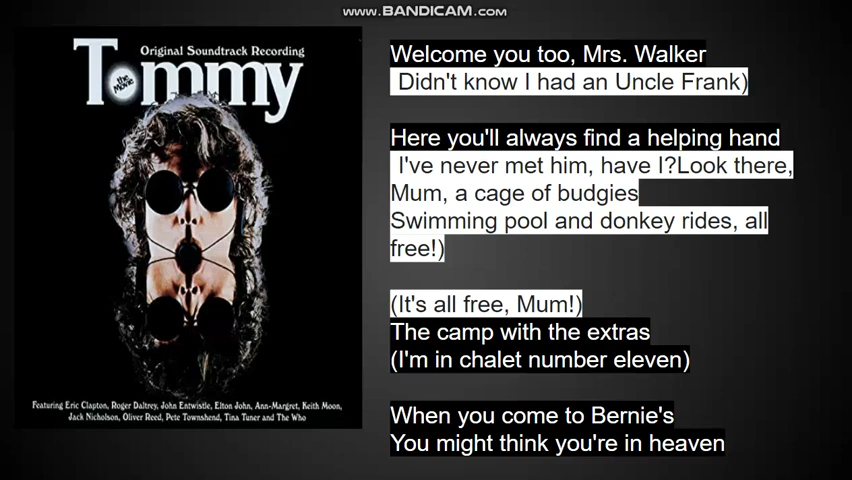 WWW.BANDICAM.COM
Original Soundtrack Recording
Tommy
the Movie
Featuring Eric Clapton, Roger Daltrey, John Entwistle, Elton John, Ann-Margret, Keith Moon,
Jack Nicholson, Oliver Reed, Pete Townshend, Tina Turner and The Who
Welcome you too, Mrs. Walker
Didn't know I had an Uncle Frank)
Here you'll always find a helping hand
I've never met him, have I?Look there,
Mum, a cage of budgies
Swimming pool and donkey rides, all
free!)
(It's all free, Mum!)
The camp with the extras
(I'm in chalet number eleven)
When you come to Bernie's
You might think you're in heaven